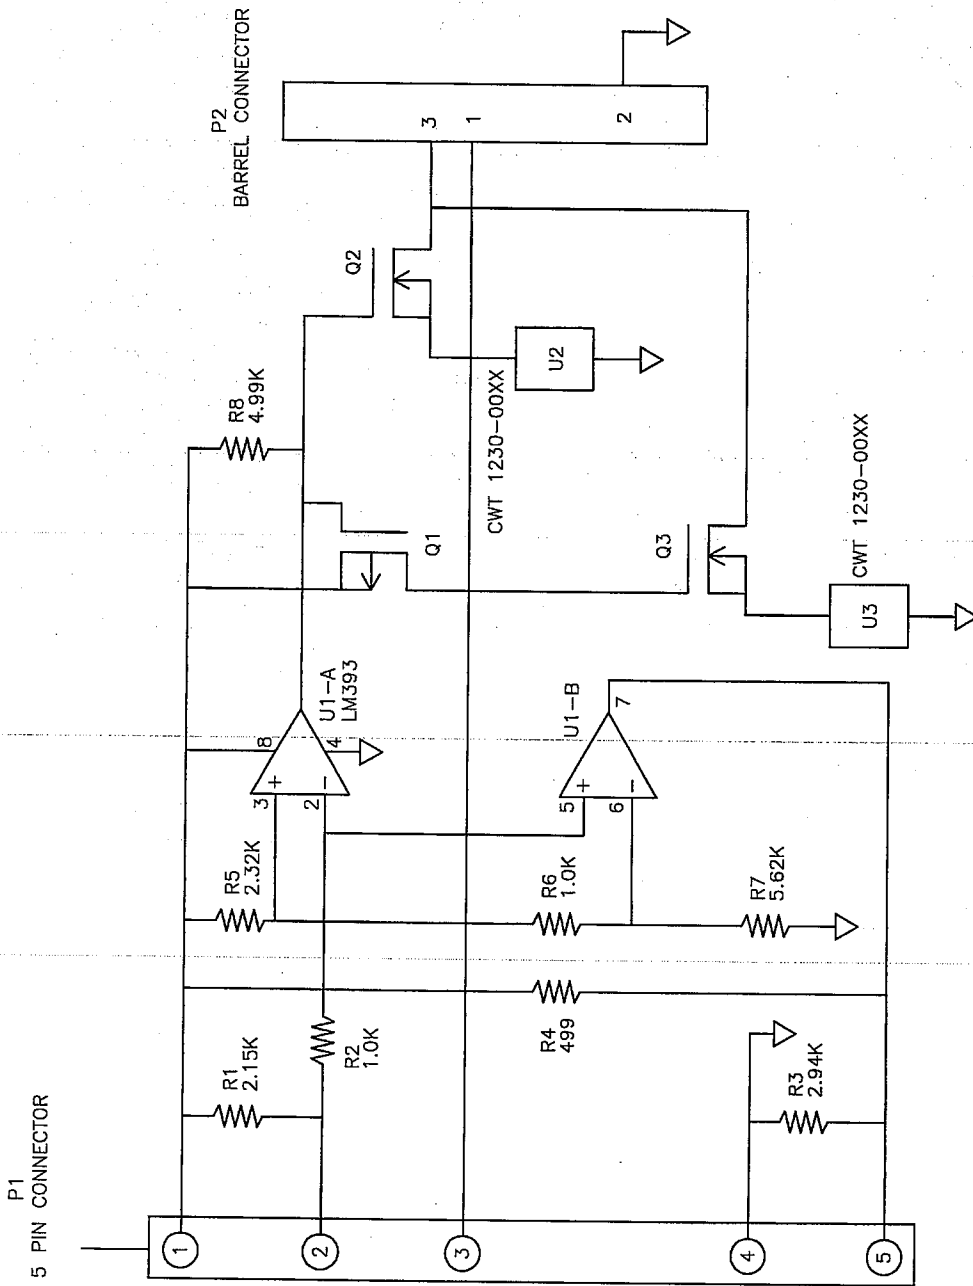 P1
5 PIN CONNECTOR
1
2
3
4
5
R1
2.15K
R2
1.0K
R3
2.94K
R4
499
R5
2.32K
R6
1.0K
R7
5.62K
3
+
2
-
8
4
U1-A
LM393
5
+
6
-
7
U1-B
R8
4.99K
Q1
Q2
Q3
U2
CWT 1230-00XX
U3
CWT 1230-00XX
P2
BARREL CONNECTOR
3
1
2